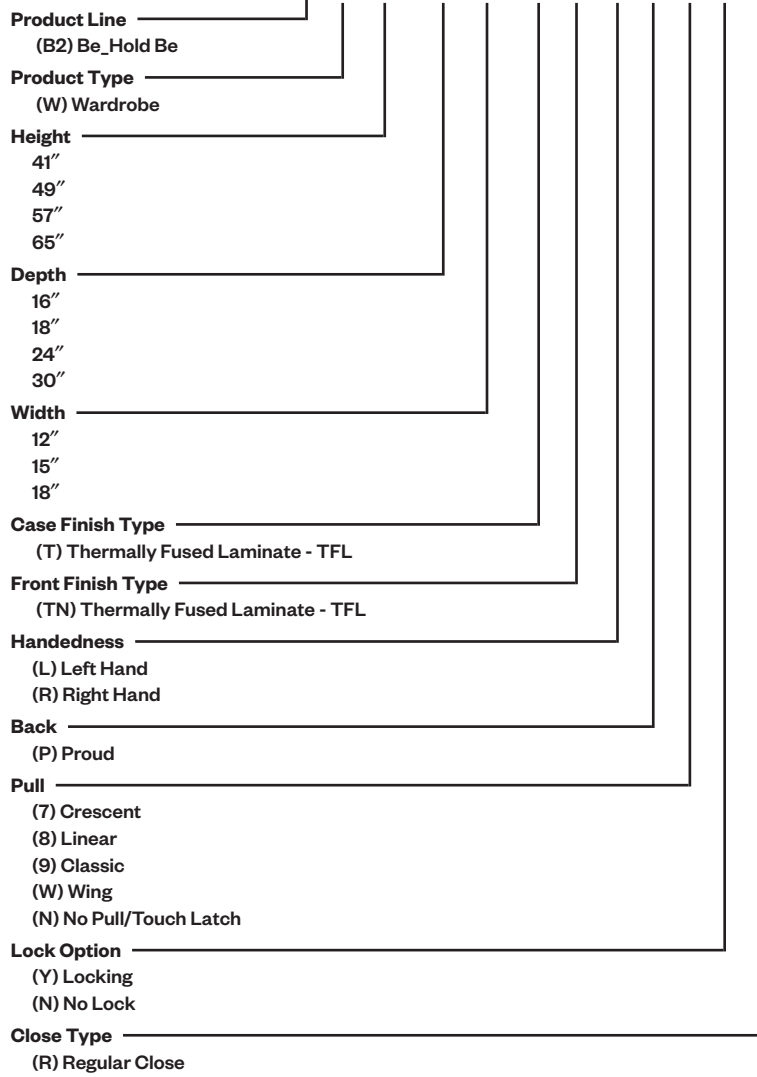 Product Line
(B2) Be_Hold Be
Product Type
(W) Wardrobe
Height
41″
49″
57″
65″
Depth
16″
18″
24″
30″
Width
12″
15″
18″
Case Finish Type
(T) Thermally Fused Laminate - TFL
Front Finish Type
(TN) Thermally Fused Laminate - TFL
Handedness
(L) Left Hand
(R) Right Hand
Back
(P) Proud
Pull
(7) Crescent
(8) Linear
(9) Classic
(W) Wing
(N) No Pull/Touch Latch
Lock Option
(Y) Locking
(N) No Lock
Close Type
(R) Regular Close